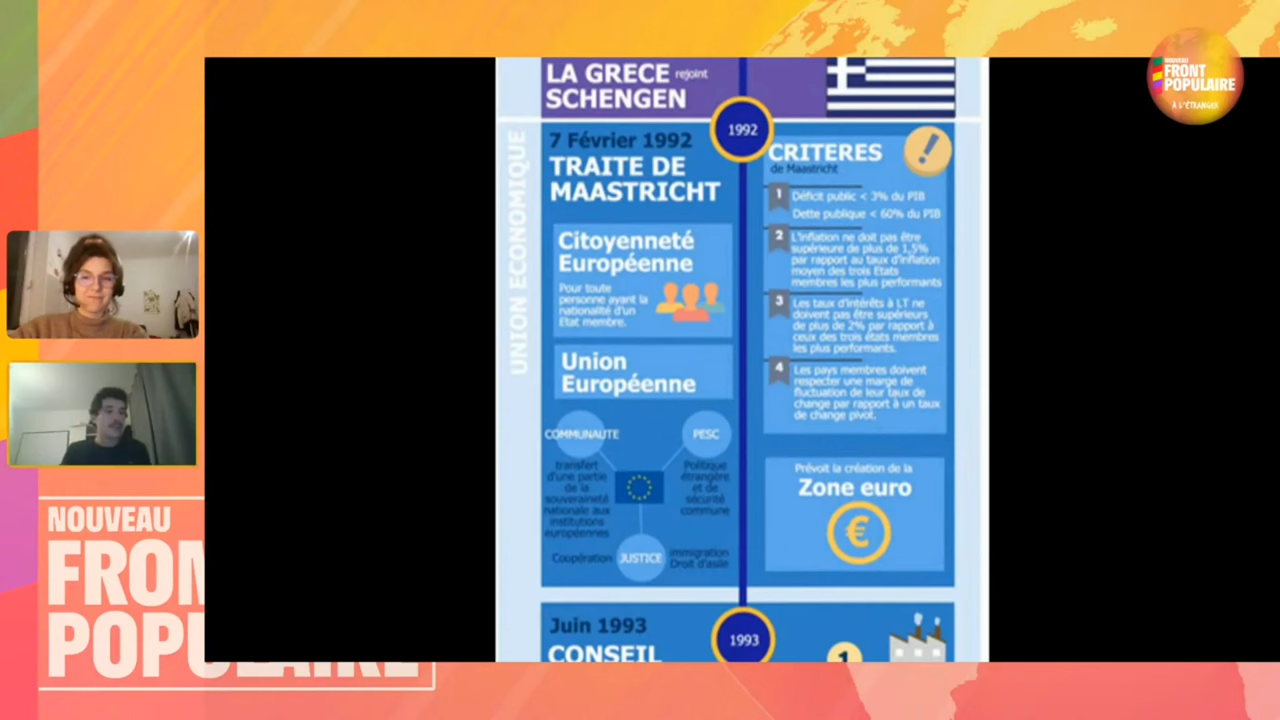 NOUVEAU
FRONT
POPULAIRE
À L'ÉTRANGER
LA GRECE rejoint
SCHENGEN
UNION ECONOMIQUE
1992
7 Février 1992
TRAITE DE
MAASTRICHT
Citoyenneté
Européenne
Pour toute
personne ayant la
nationalité d'un
Etat membre.
Union
Européenne
COMMUNAUTE
transfert
d'une partie
de la
souveraineté
nationale aux
institutions
européennes
PESC
Politique
étrangère
et de
sécurité
commune
Coopération
JUSTICE
Immigration
Droit d'asile
CRITERES
de Maastricht
1
Déficit public < 3% du PIB
Dette publique < 60% du PIB
2
L'inflation ne doit pas être
supérieure de plus de 1,5%
par rapport au taux d'inflation
moyen des trois Etats
membres les plus performants
3
Les taux d'intérêts à LT ne
doivent pas être supérieurs
de plus de 2% par rapport à
ceux des trois états membres
les plus performants.
4
Les pays membres doivent
respecter une marge de
fluctuation de leur taux de
change par rapport à un taux
de change pivot.
Prévoit la création de la
Zone euro
€
Juin 1993
CONSEIL
1993
1
NOUVEAU
FRON
POPULAIRE